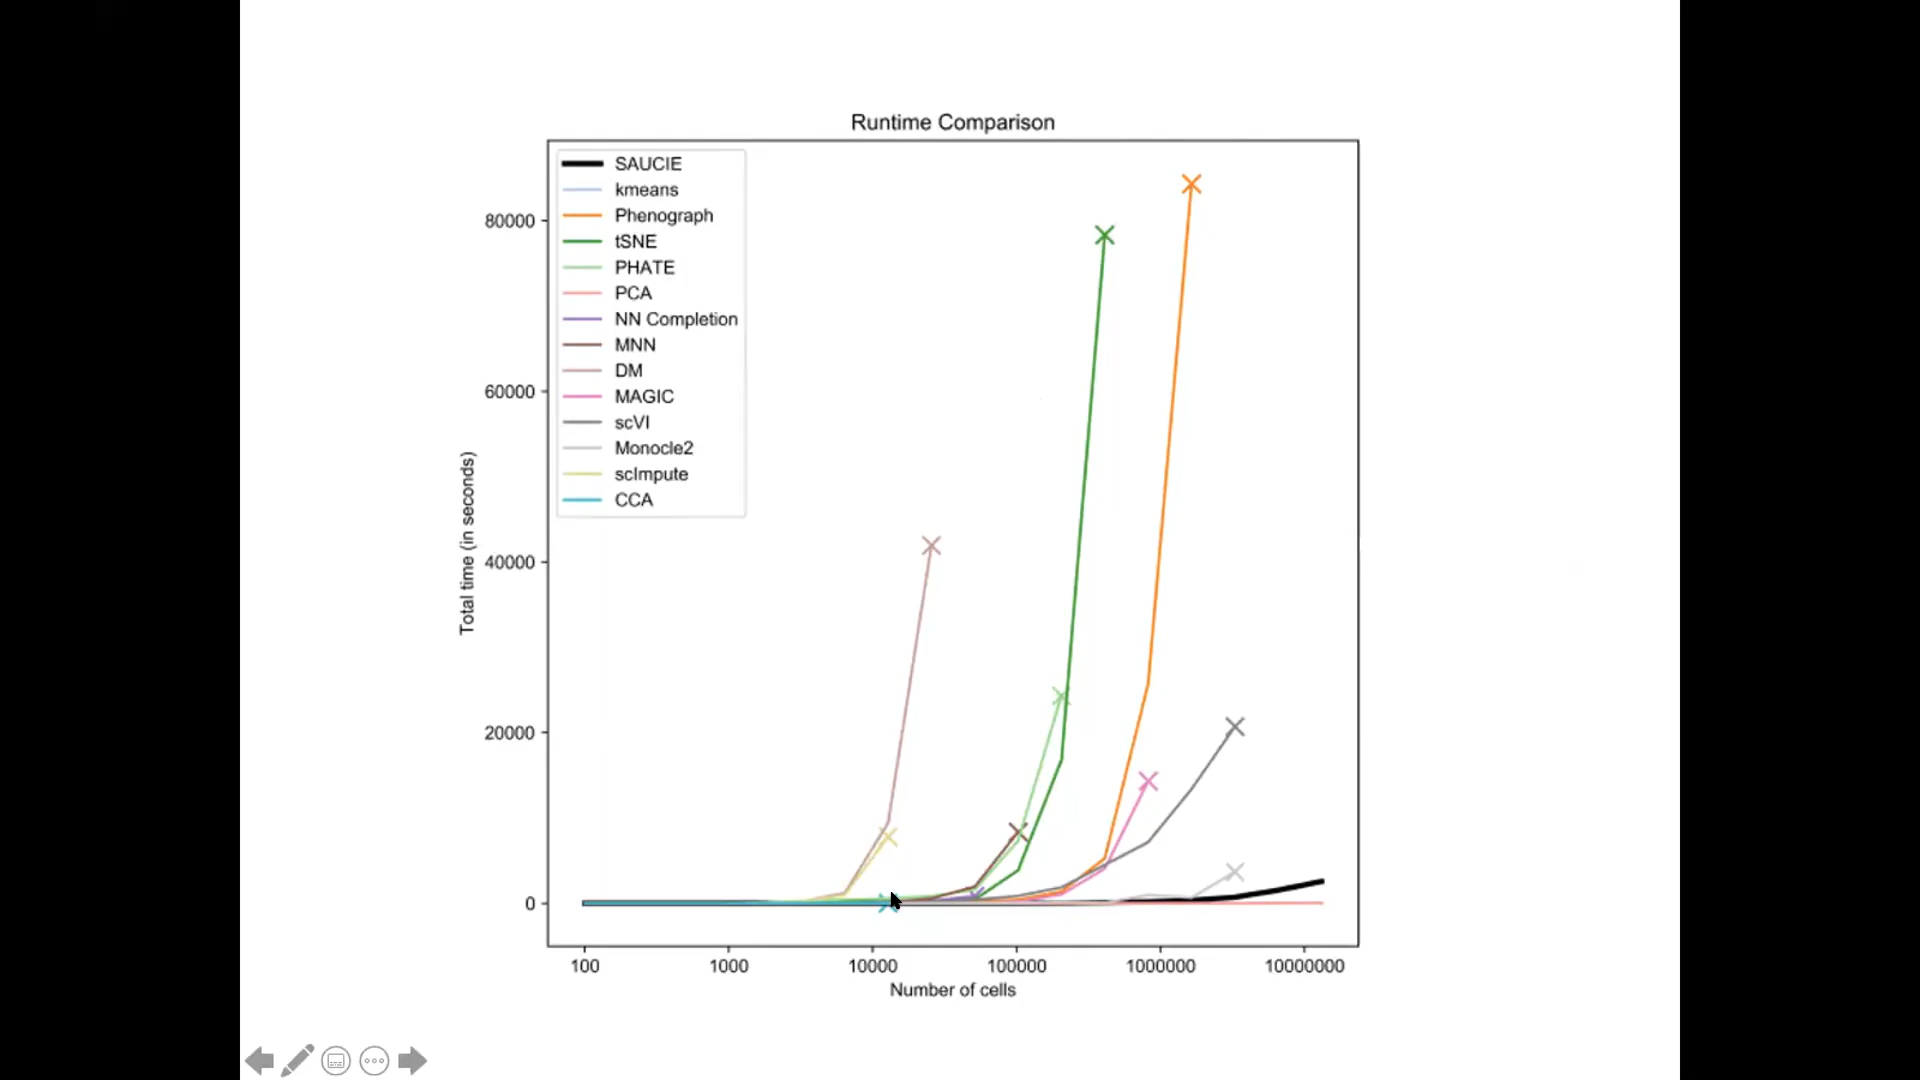 Runtime Comparison
SAUCIE
kmeans
Phenograph
tSNE
PHATE
PCA
NN Completion
MNN
DM
MAGIC
scVI
Monocle2
scImpute
CCA
80000
60000
40000
20000
0
Total time (in seconds)
100 1000 10000 100000 1000000 10000000
Number of cells